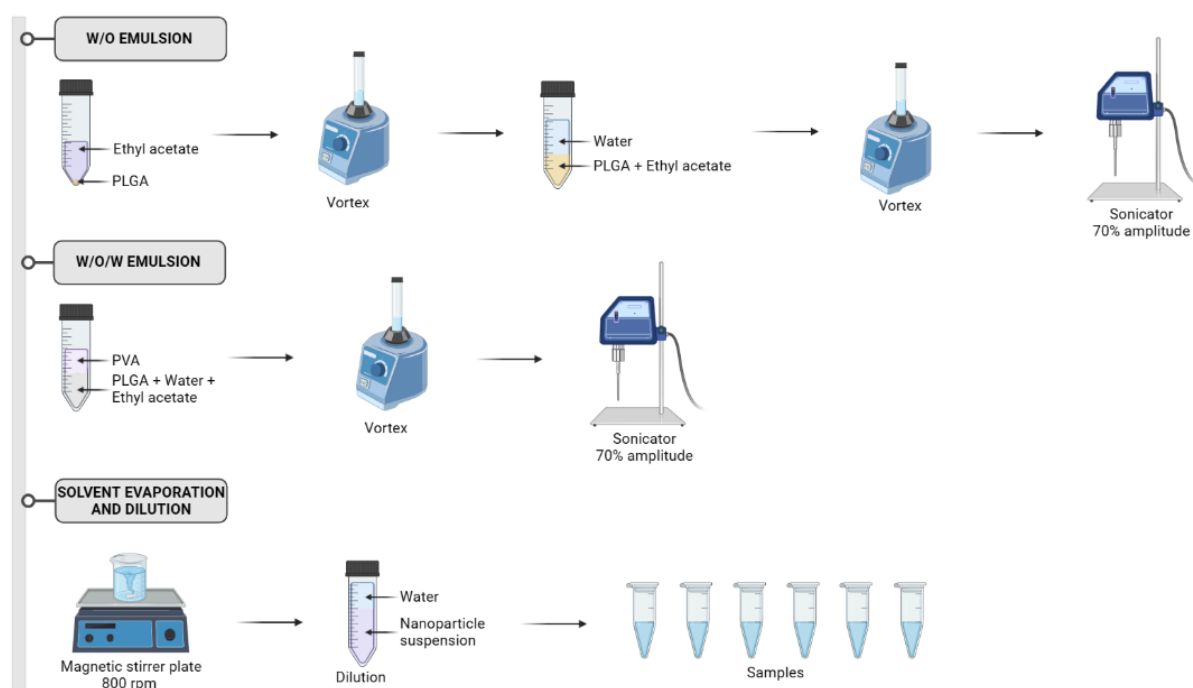 W/O EMULSION
Ethyl acetate
PLGA
Vortex
Water
PLGA + Ethyl acetate
Vortex
Sonicator
70% amplitude
W/O/W EMULSION
PVA
PLGA + Water +
Ethyl acetate
Vortex
Sonicator
70% amplitude
SOLVENT EVAPORATION
AND DILUTION
Magnetic stirrer plate
800 rpm
Water
Nanoparticle
suspension
Dilution
Samples